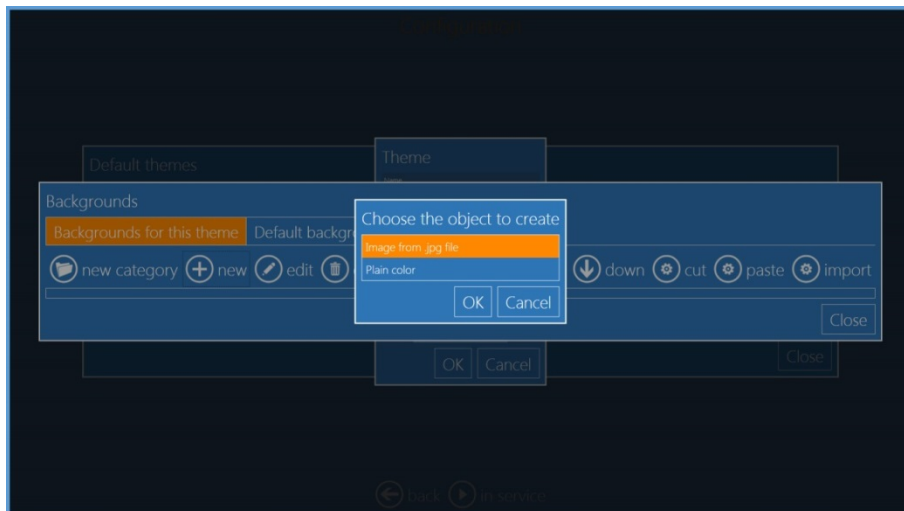 Default themes
Theme
Backgrounds
Backgrounds for this theme Default backgr
Choose the object to create
Image from .jpg file
Plain color
OK Cancel
new category new edit down cut paste import
Close
OK Cancel
Close
back in service